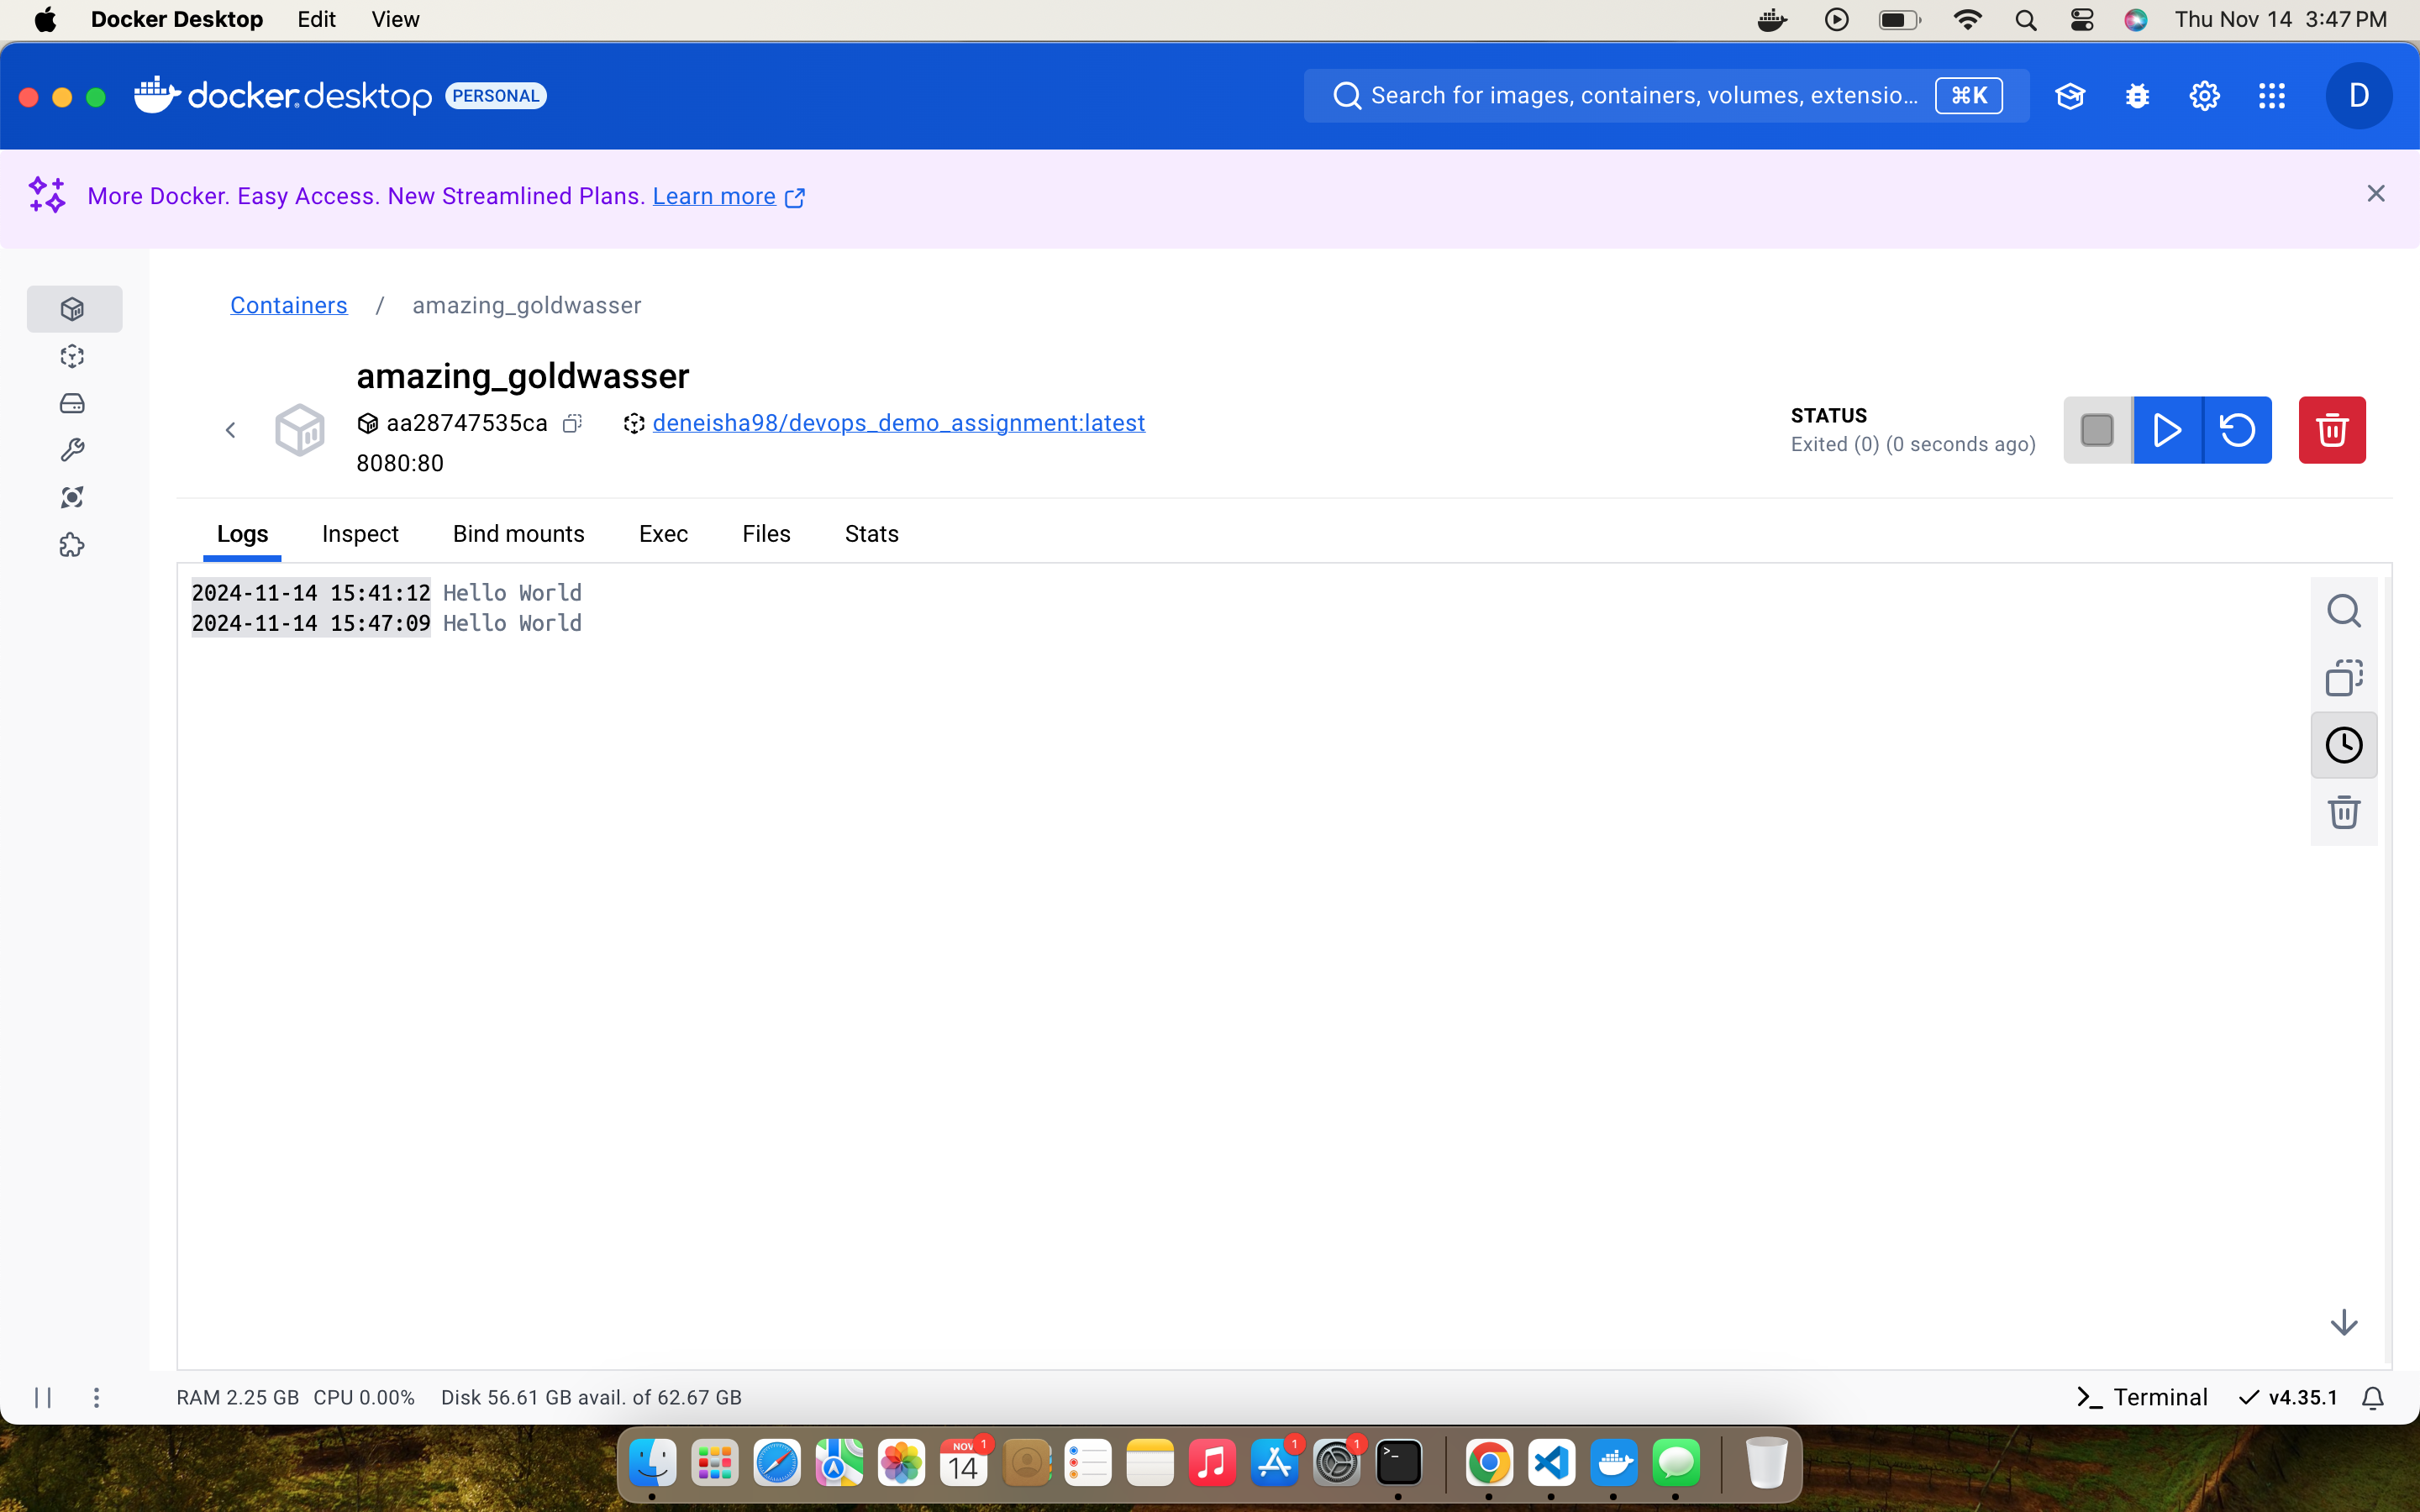 Docker Desktop Edit View Thu Nov 14 3:47 PM
docker.desktop PERSONAL Search for images, containers, volumes, extensio... ⌘K D
More Docker. Easy Access. New Streamlined Plans. Learn more
Containers / amazing_goldwasser
amazing_goldwasser
aa28747535ca deneisha98/devops_demo_assignment:latest
8080:80
STATUS
Exited (0) (0 seconds ago)
Logs Inspect Bind mounts Exec Files Stats
2024-11-14 15:41:12 Hello World
2024-11-14 15:47:09 Hello World
RAM 2.25 GB CPU 0.00% Disk 56.61 GB avail. of 62.67 GB Terminal v4.35.1
NOV 1 1 1
14